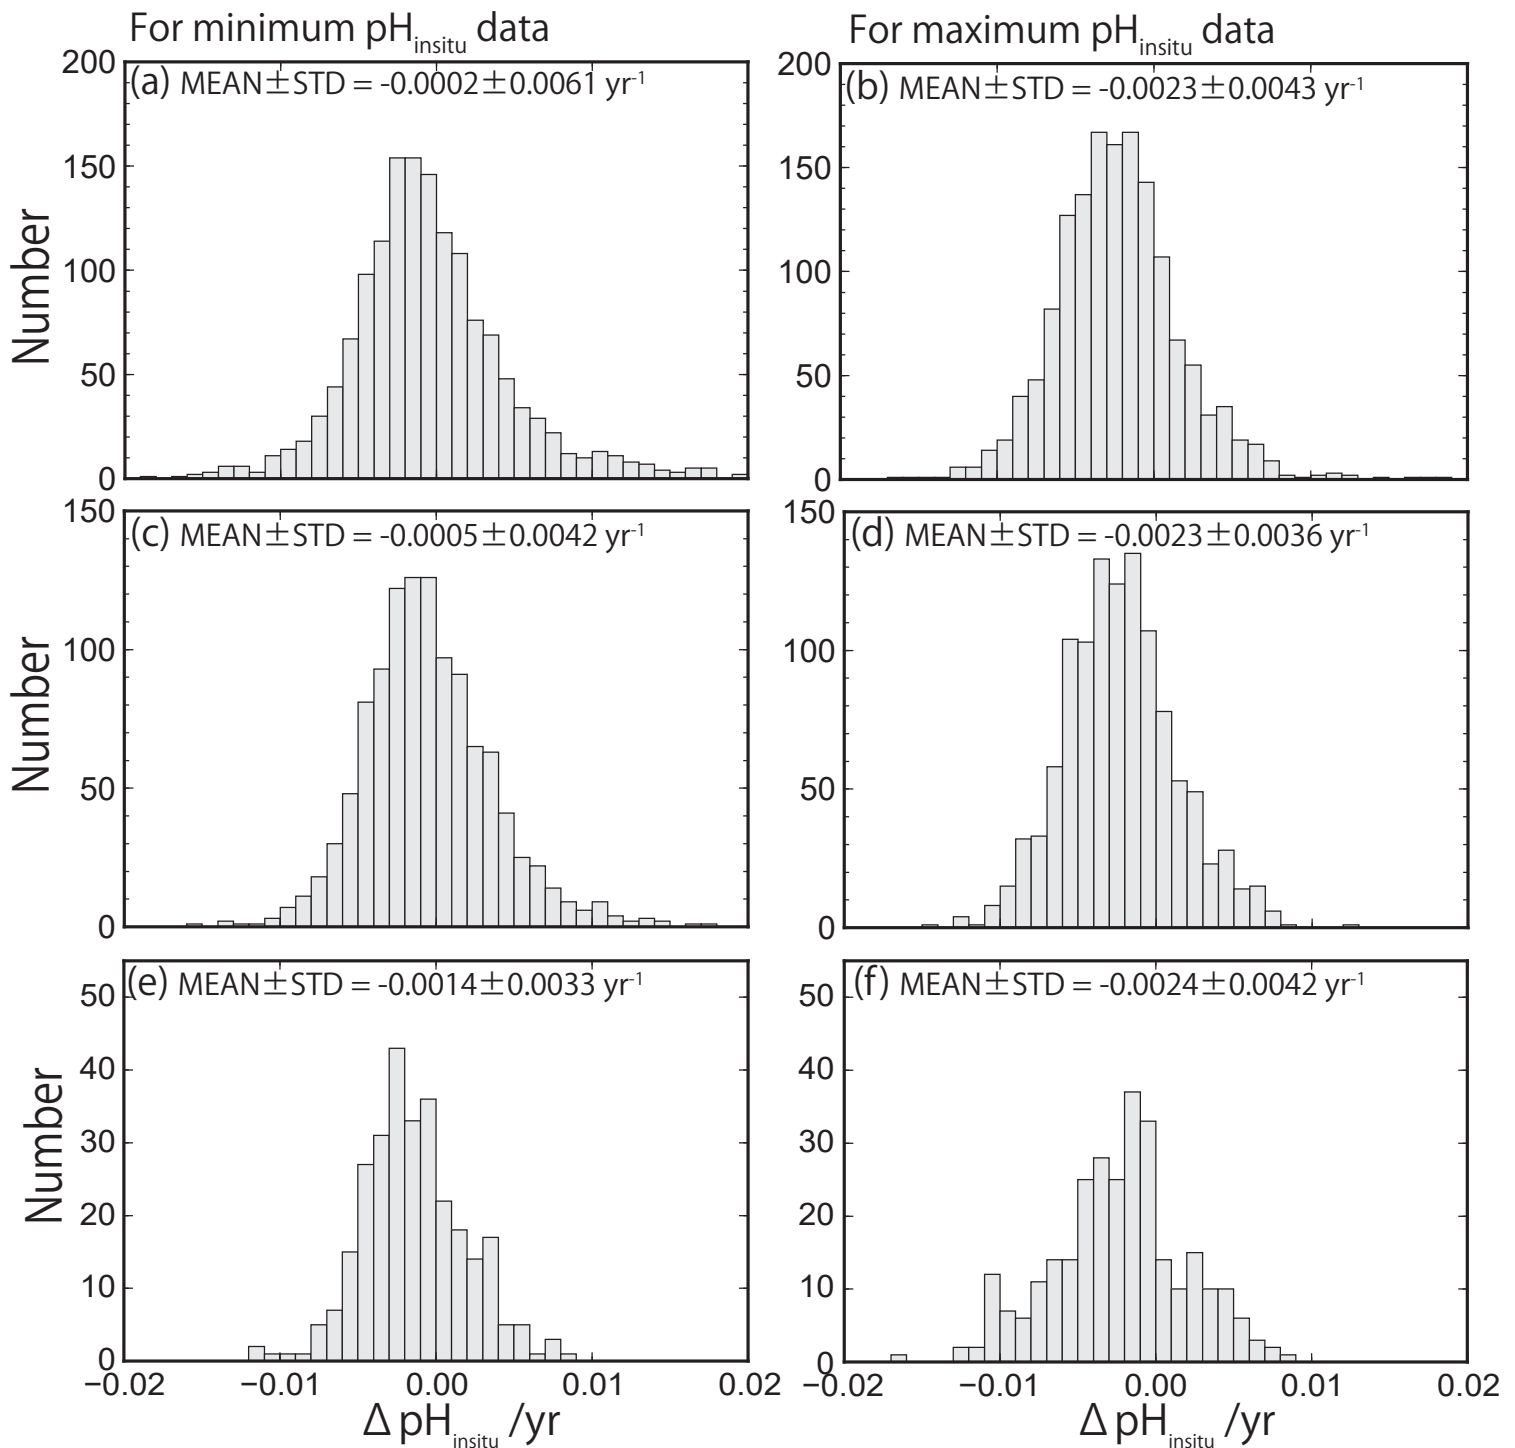 For minimum pHinsitu data
For maximum pHinsitu data
(a) MEAN±STD = -0.0002±0.0061 yr-1
200
150
100
50
0
Number
(b) MEAN±STD = -0.0023±0.0043 yr-1
200
150
100
50
0
(c) MEAN±STD = -0.0005±0.0042 yr-1
150
100
50
0
Number
(d) MEAN±STD = -0.0023±0.0036 yr-1
150
100
50
0
(e) MEAN±STD = -0.0014±0.0033 yr-1
50
40
30
20
10
0
Number
−0.02 −0.01 0.00 0.01 0.02
Δ pHinsitu /yr
(f) MEAN±STD = -0.0024±0.0042 yr-1
50
40
30
20
10
0
−0.02 −0.01 0.00 0.01 0.02
Δ pHinsitu /yr